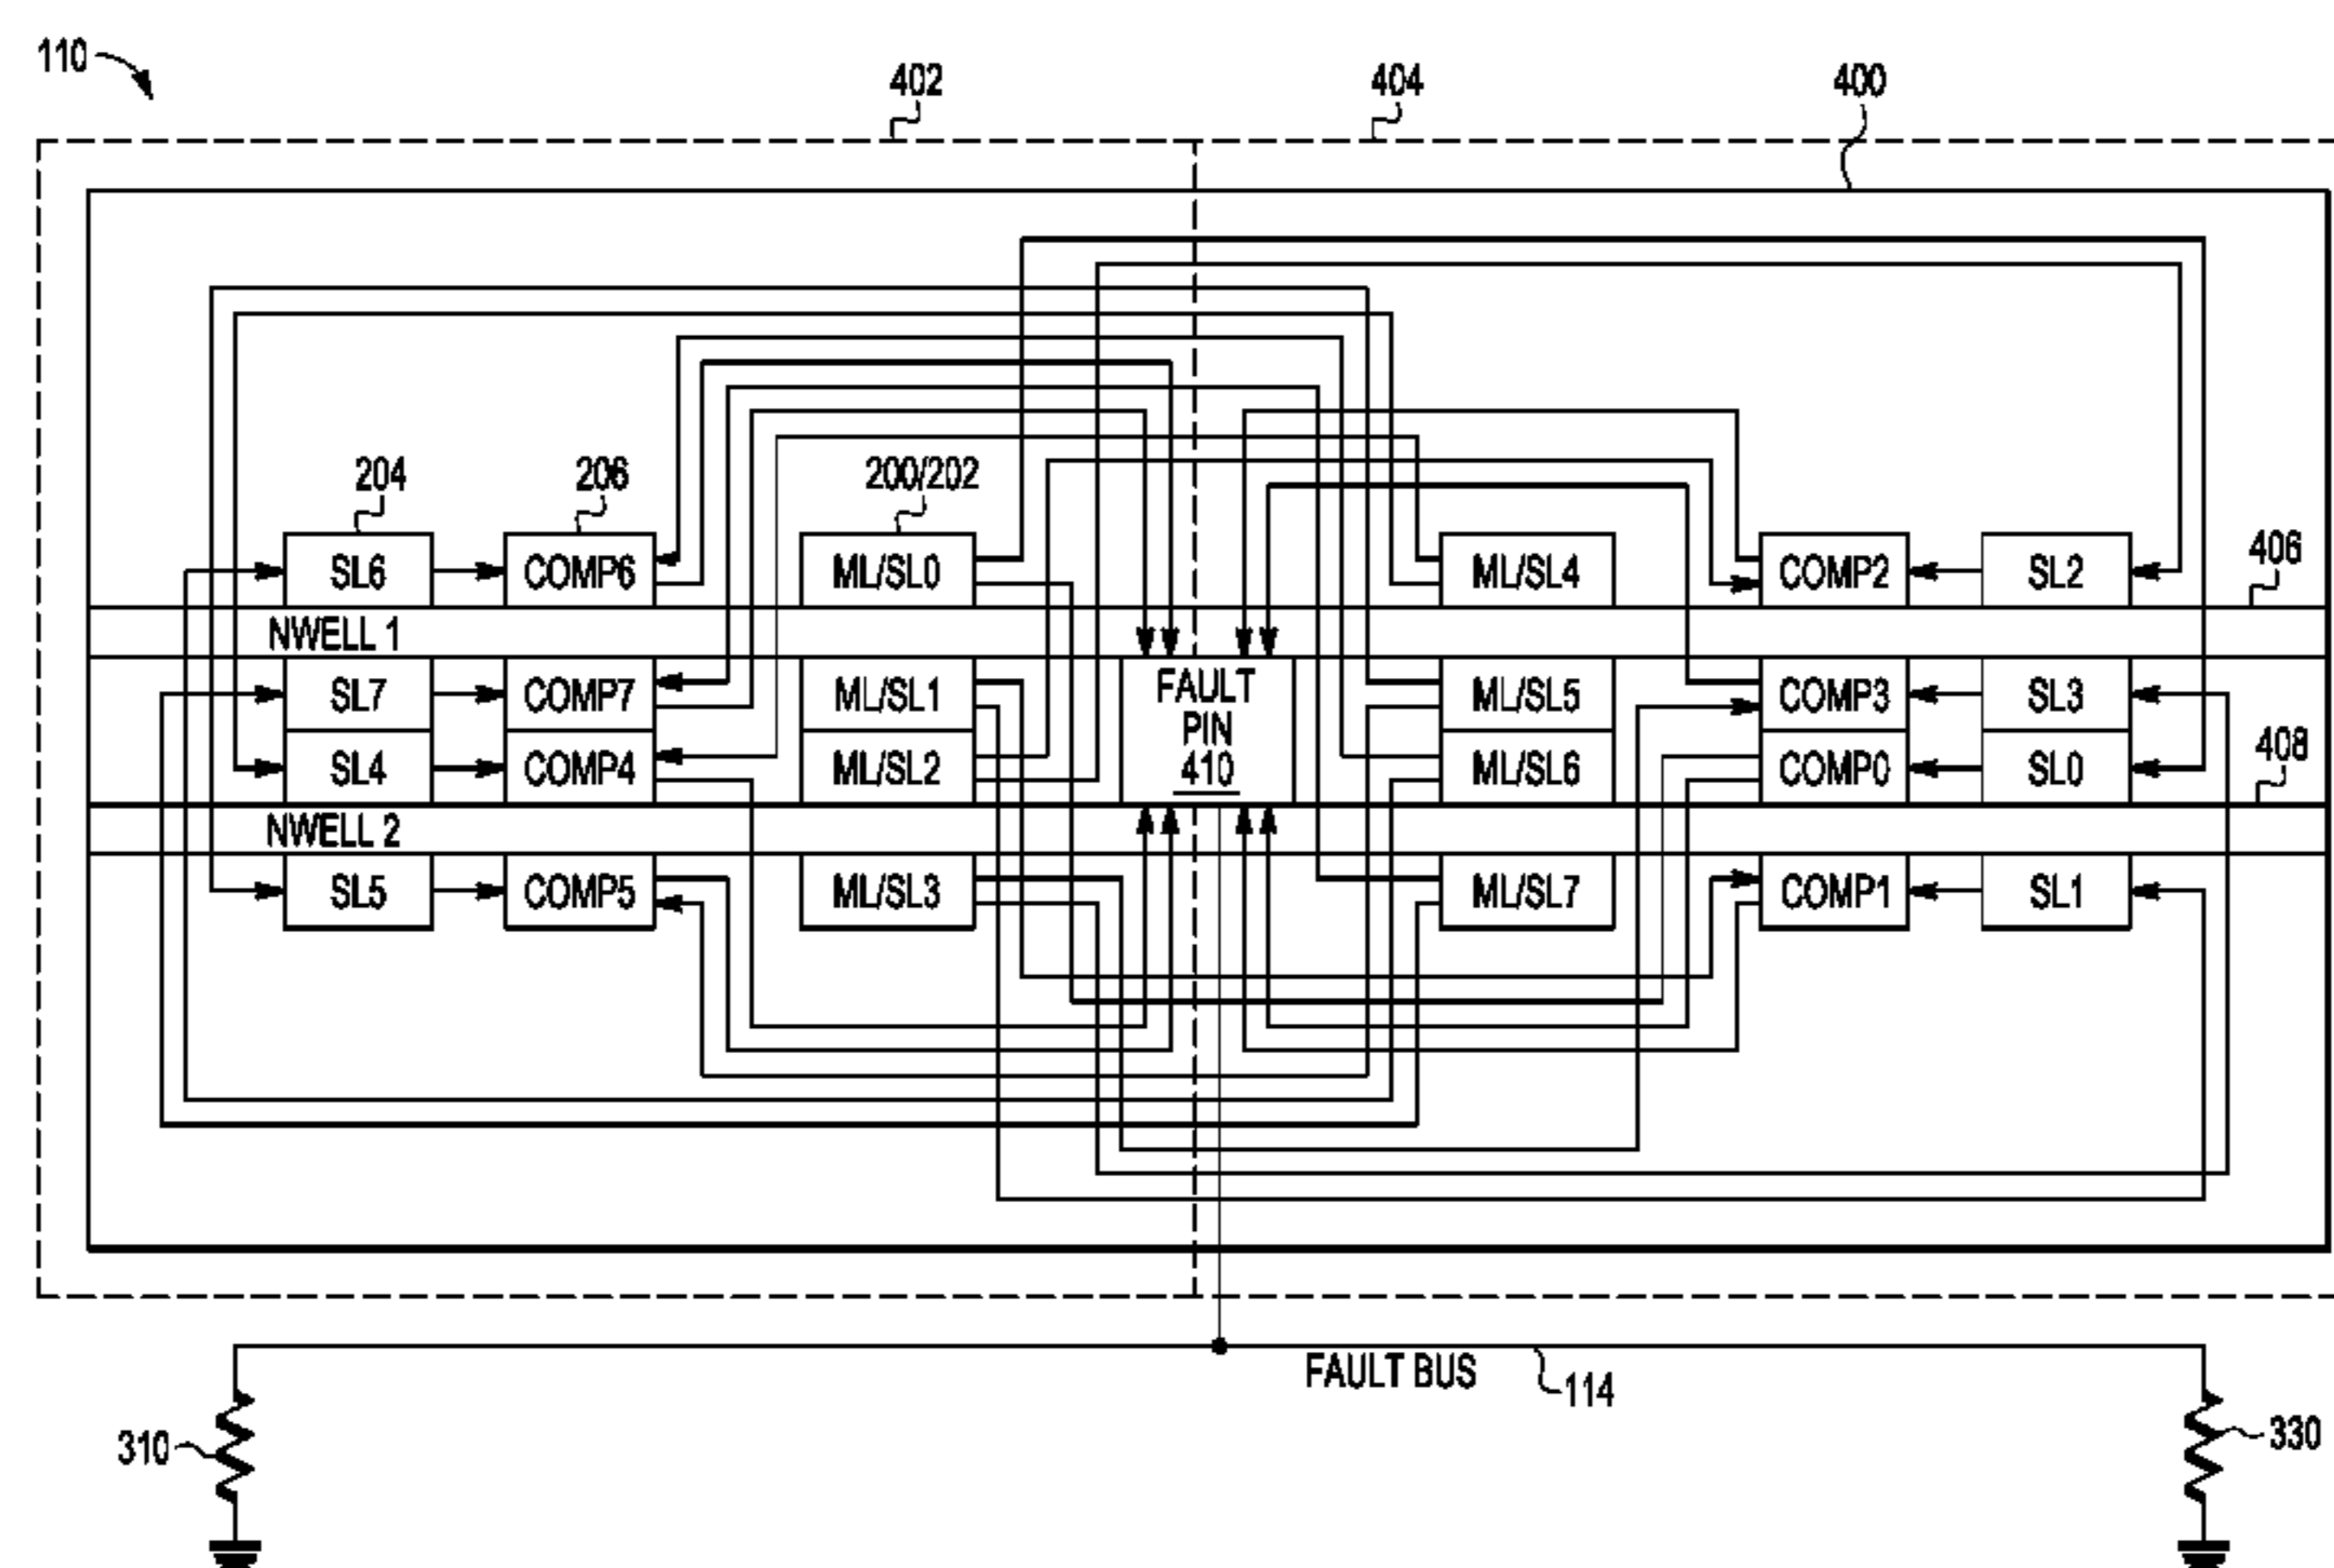 110
402
404
400
204
206
200/202
SL6
COMP6
ML/SL0
ML/SL4
COMP2
SL2
406
NWELL 1
SL7
COMP7
ML/SL1
FAULT
PIN
410
ML/SL5
COMP3
SL3
SL4
COMP4
ML/SL2
ML/SL6
COMP0
SL0
408
NWELL 2
SL5
COMP5
ML/SL3
ML/SL7
COMP1
SL1
FAULT BUS
114
310
330